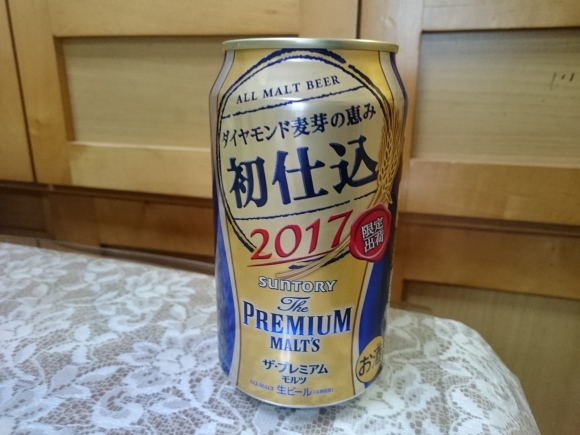 ALL MALT BEER
ダイヤモンド麦芽の恵み
初仕込
2017
限定
出荷
SUNTORY
The
PREMIUM
MALT'S
ザ・プレミアム
モルツ
生ビール
お酒